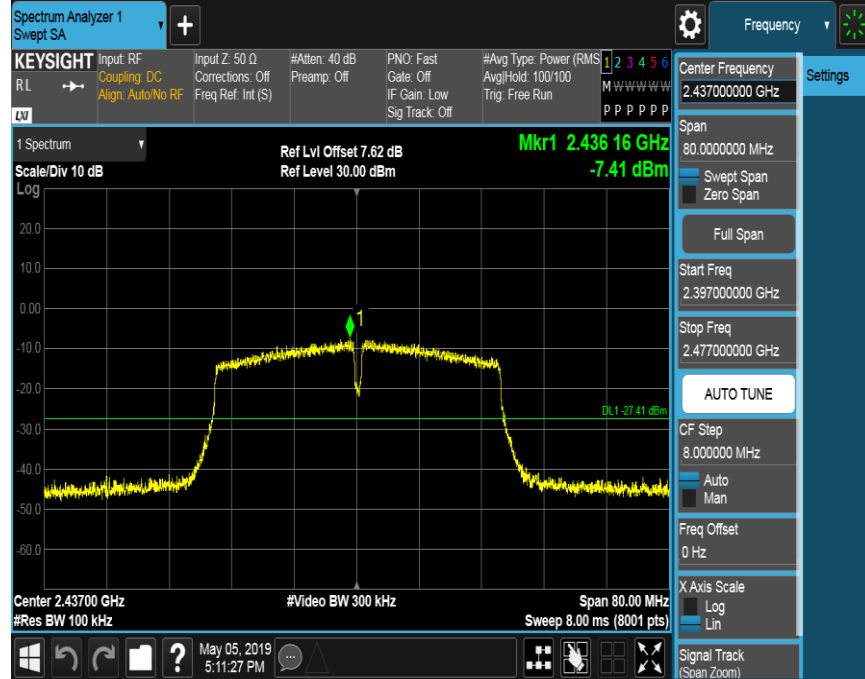 Spectrum Analyzer 1
Swept SA
+
Frequency
KEYSIGHT
RL
LXI
Input: RF
Coupling: DC
Align: Auto/No RF
Input Z: 50 Ω
Corrections: Off
Freq Ref: Int (S)
#Atten: 40 dB
Preamp: Off
PNO: Fast
Gate: Off
IF Gain: Low
Sig Track: Off
#Avg Type: Power (RMS
Avg|Hold: 100/100
Trig: Free Run
1 2 3 4 5 6
M W W W W W
P P P P P P
1 Spectrum
Scale/Div 10 dB
Log
Ref Lvl Offset 7.62 dB
Ref Level 30.00 dBm
Mkr1 2.436 16 GHz
-7.41 dBm
20.0
10.0
0.00
-10.0
-20.0
-30.0
-40.0
-50.0
-60.0
1
DL1 -27.41 dBm
Center 2.43700 GHz
#Res BW 100 kHz
#Video BW 300 kHz
Span 80.00 MHz
Sweep 8.00 ms (8001 pts)
?
May 05, 2019
5:11:27 PM
Center Frequency
2.437000000 GHz
Span
80.0000000 MHz
Swept Span
Zero Span
Full Span
Start Freq
2.397000000 GHz
Stop Freq
2.477000000 GHz
AUTO TUNE
CF Step
8.000000 MHz
Auto
Man
Freq Offset
0 Hz
X Axis Scale
Log
Lin
Signal Track
(Span Zoom)
Settings